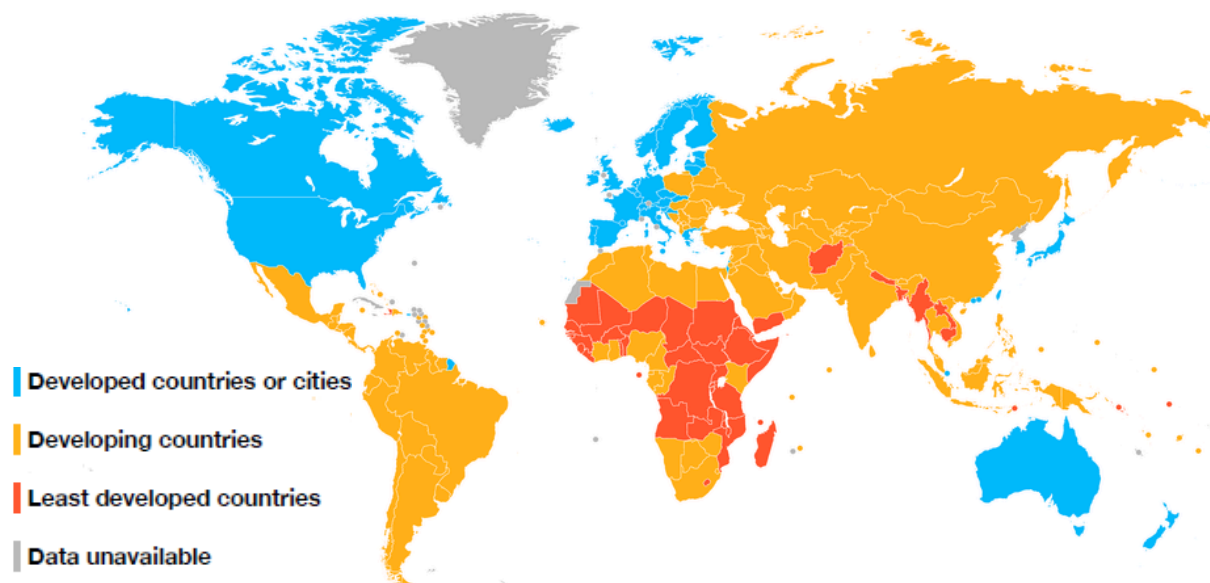 Developed countries or cities
Developing countries
Least developed countries
Data unavailable